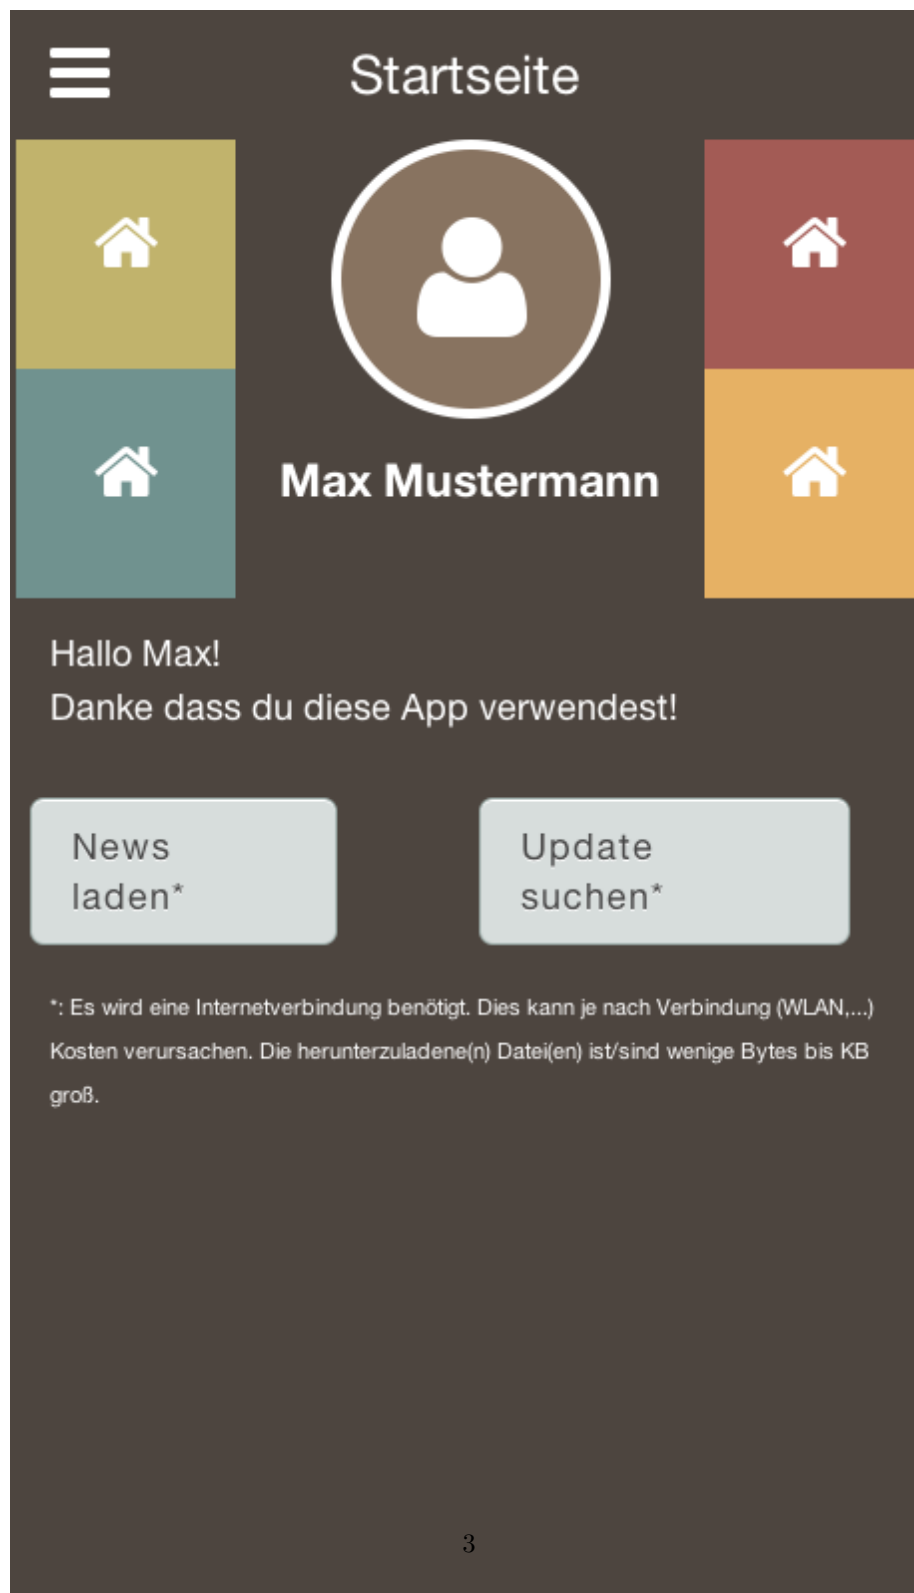 Startseite
Max Mustermann
Hallo Max!
Danke dass du diese App verwendest!
News
laden*
Update
suchen*
*: Es wird eine Internetverbindung benötigt. Dies kann je nach Verbindung (WLAN,...)
Kosten verursachen. Die herunterzuladene(n) Datei(en) ist/sind wenige Bytes bis KB
groß.
3